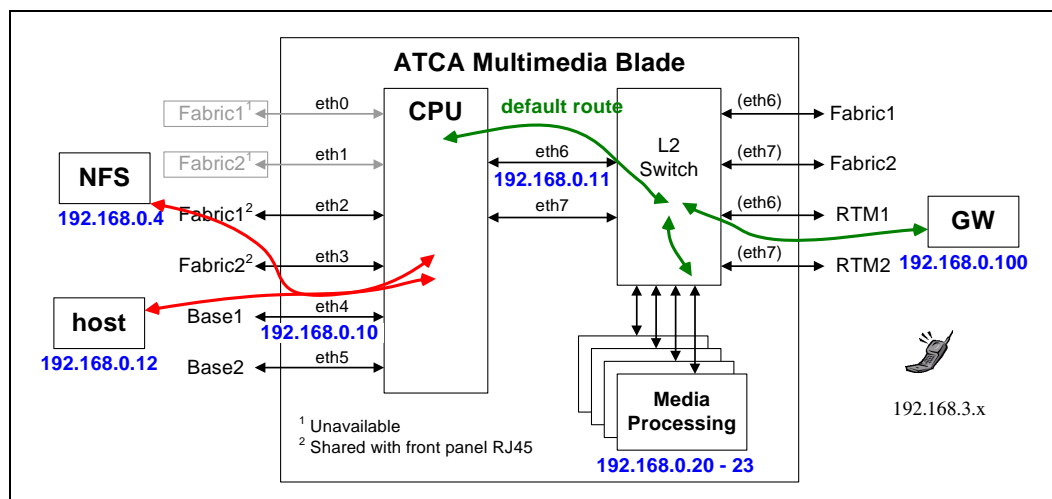 ATCA Multimedia Blade
Fabric1¹
eth0
CPU
default route
(eth6)
Fabric1
Fabric2¹
eth1
eth6
192.168.0.11
L2
Switch
(eth7)
Fabric2
NFS
192.168.0.4
Fabric1²
eth2
eth7
(eth6)
RTM1
GW
192.168.0.100
Fabric2²
eth3
(eth7)
RTM2
host
192.168.0.12
Base1
eth4
192.168.0.10
Base2
eth5
Media
Processing
192.168.0.20 - 23
192.168.3.x
¹ Unavailable
² Shared with front panel RJ45